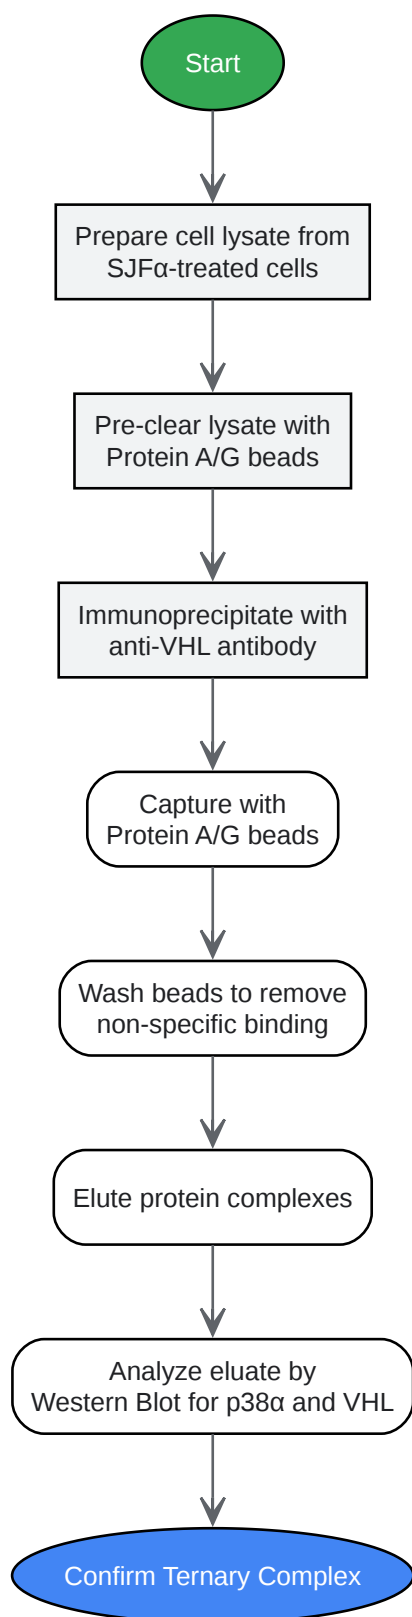 Start
Prepare cell lysate from
SJFα-treated cells
Pre-clear lysate with
Protein A/G beads
Immunoprecipitate with
anti-VHL antibody
Capture with
Protein A/G beads
Wash beads to remove
non-specific binding
Elute protein complexes
Analyze eluate by
Western Blot for p38α and VHL
Confirm Ternary Complex